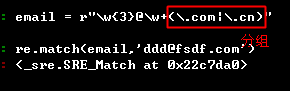 : email = r"\w{3}@\w+(\.com|\.cn)"
分组
: re.match(email,'ddd@fsdf.com')
: <_sre.SRE_Match at 0x22c7da0>